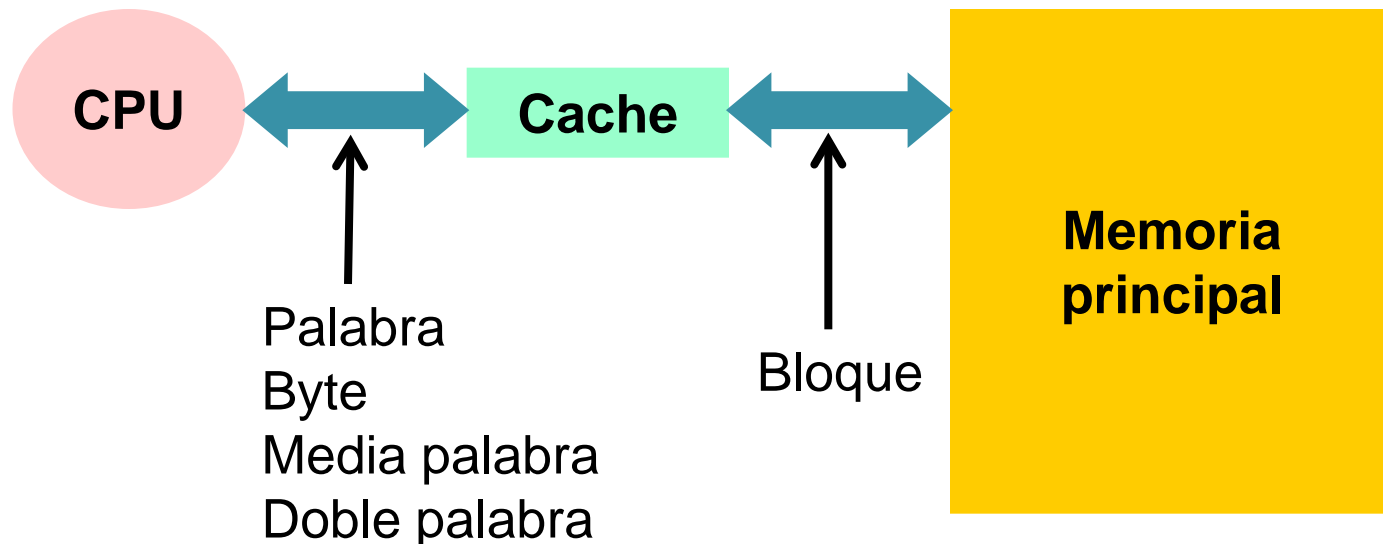 CPU
Cache
Memoria
principal
Palabra
Byte
Media palabra
Doble palabra
Bloque